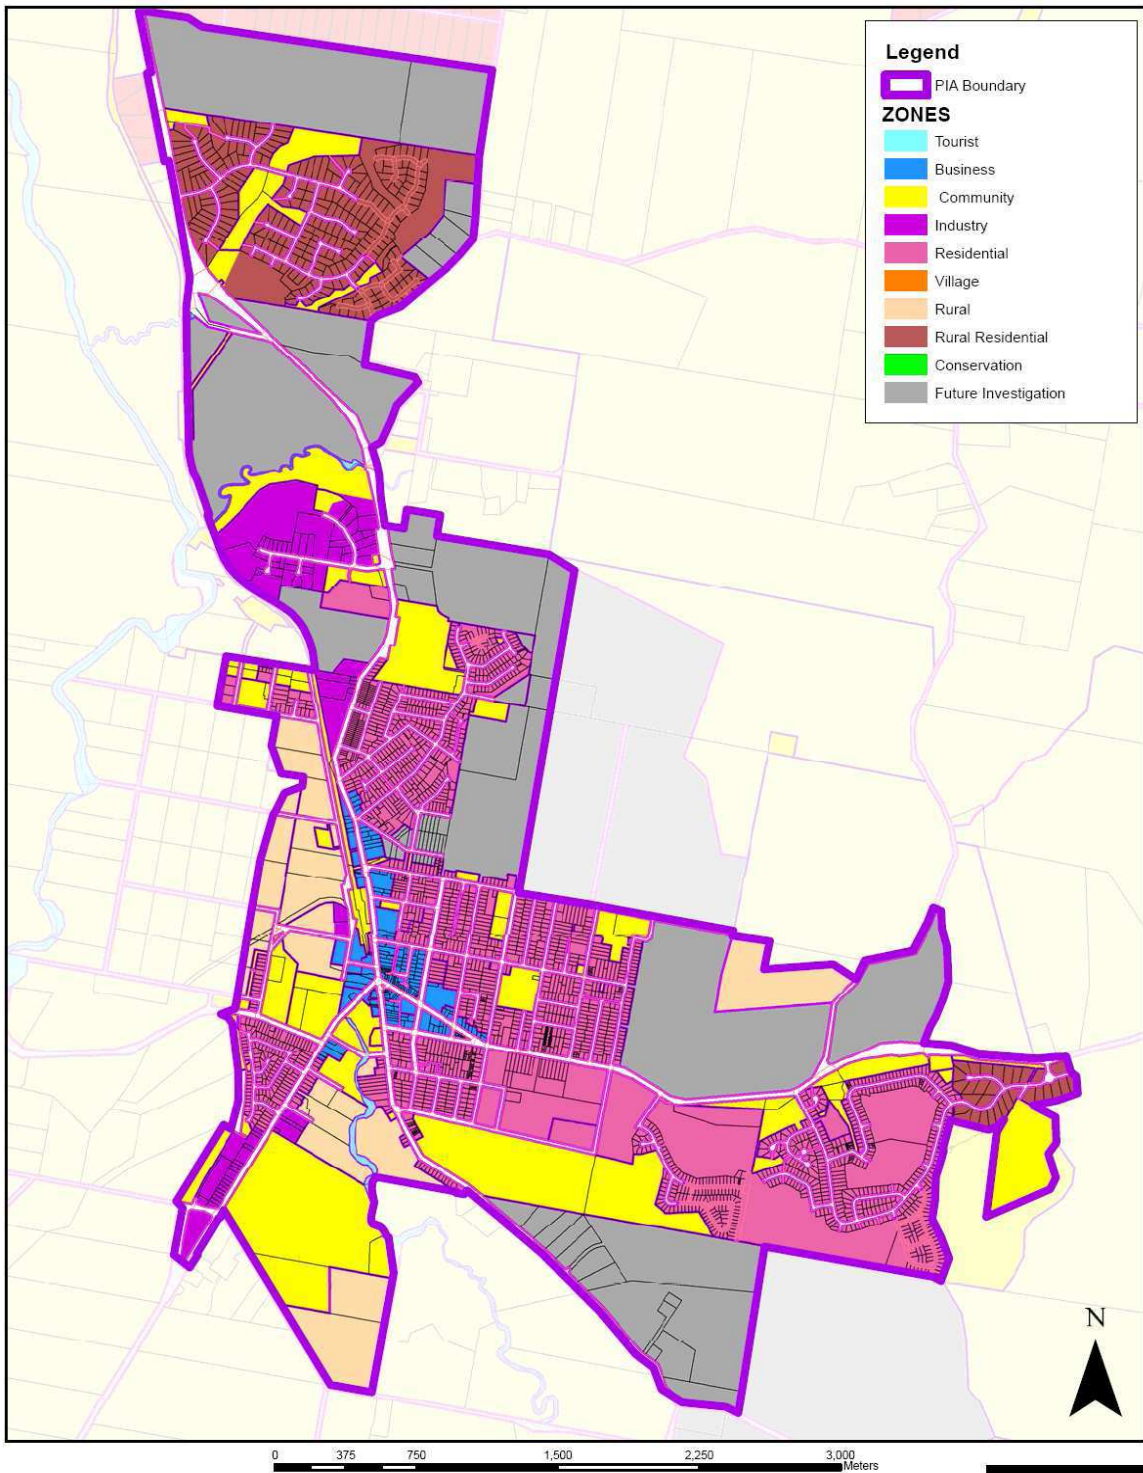 Legend
PIA Boundary
ZONES
Tourist
Business
Community
Industry
Residential
Village
Rural
Rural Residential
Conservation
Future Investigation
N
0 375 750 1,500 2,250 3,000
Meters